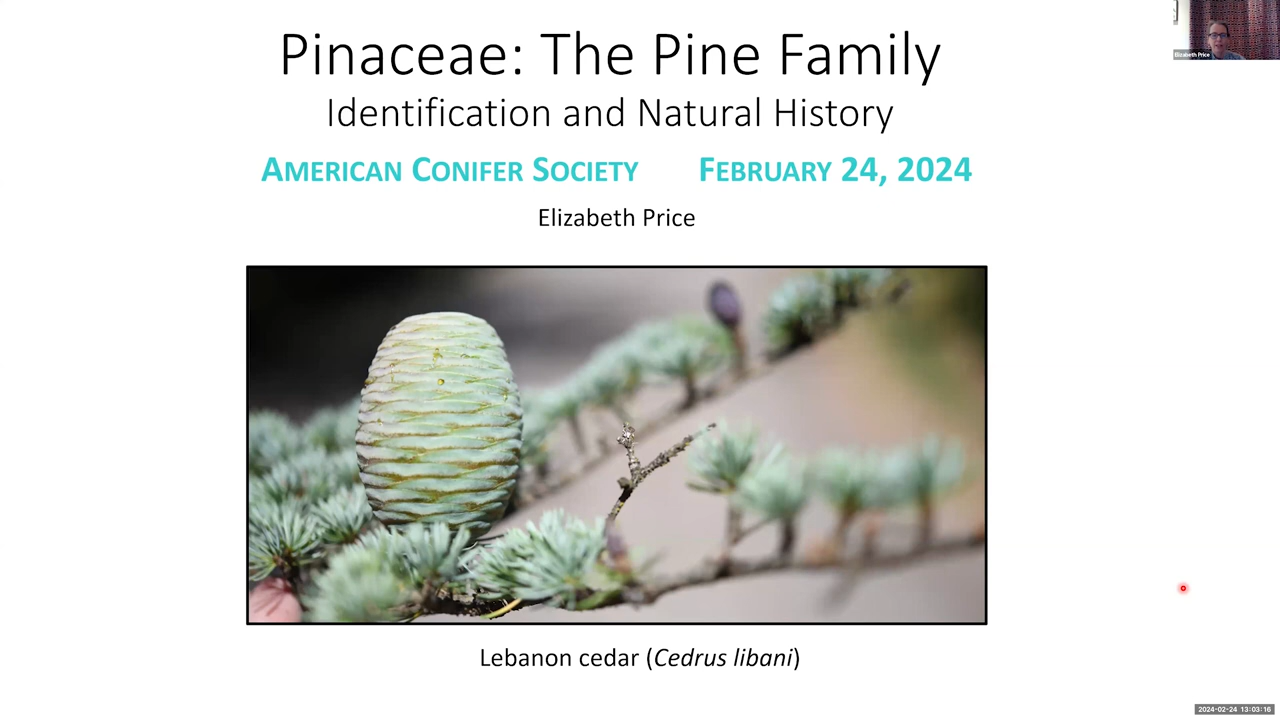 Pinaceae: The Pine Family
Identification and Natural History
AMERICAN CONIFER SOCIETY FEBRUARY 24, 2024
Elizabeth Price
Lebanon cedar (Cedrus libani)
Elizabeth Price
2024-02-24 13:03:16